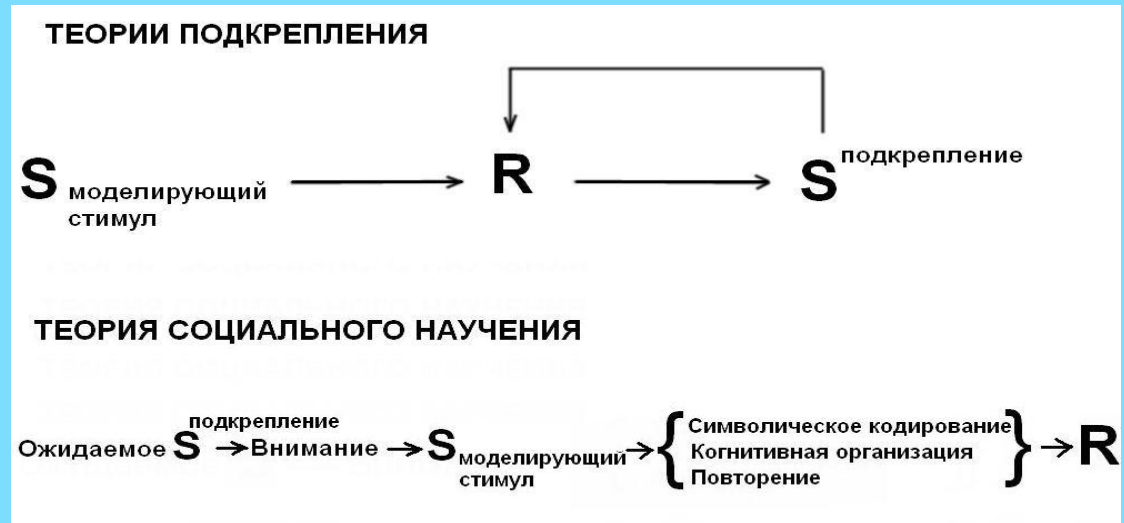 ТЕОРИИ ПОДКРЕПЛЕНИЯ
S моделирующий стимул → R → S подкрепление
ТЕОРИЯ СОЦИАЛЬНОГО НАУЧЕНИЯ
Ожидаемое S подкрепление → Внимание → S моделирующий стимул → { Символическое кодирование
Когнитивная организация
Повторение } → R